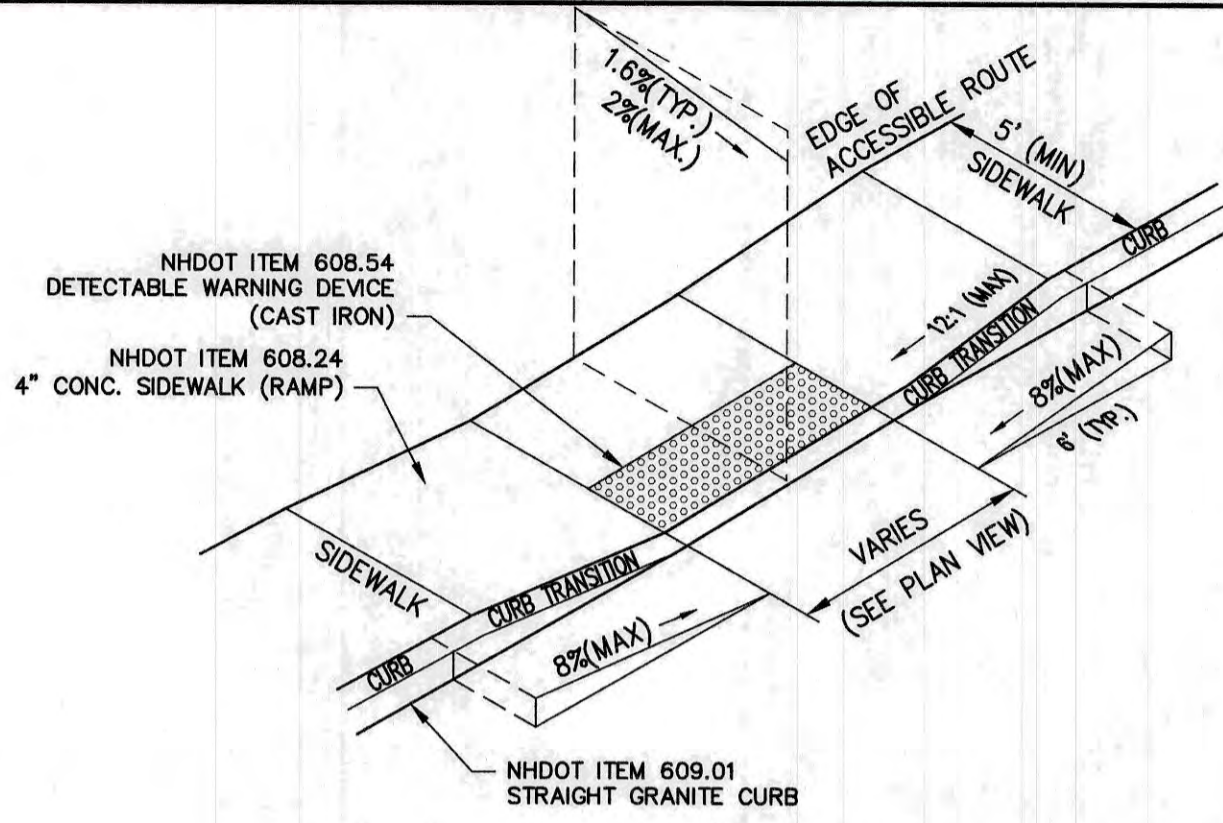 1.6%(TYP.)
2%(MAX.)
EDGE OF
ACCESSIBLE ROUTE
5' (MIN)
SIDEWALK
CURB
NHDOT ITEM 608.54
DETECTABLE WARNING DEVICE
(CAST IRON)
12:1 (MAX)
CURB TRANSITION
NHDOT ITEM 608.24
4" CONC. SIDEWALK (RAMP)
8%(MAX)
6' (TYP.)
VARIES
(SEE PLAN VIEW)
SIDEWALK
CURB TRANSITION
8%(MAX)
CURB
NHDOT ITEM 609.01
STRAIGHT GRANITE CURB